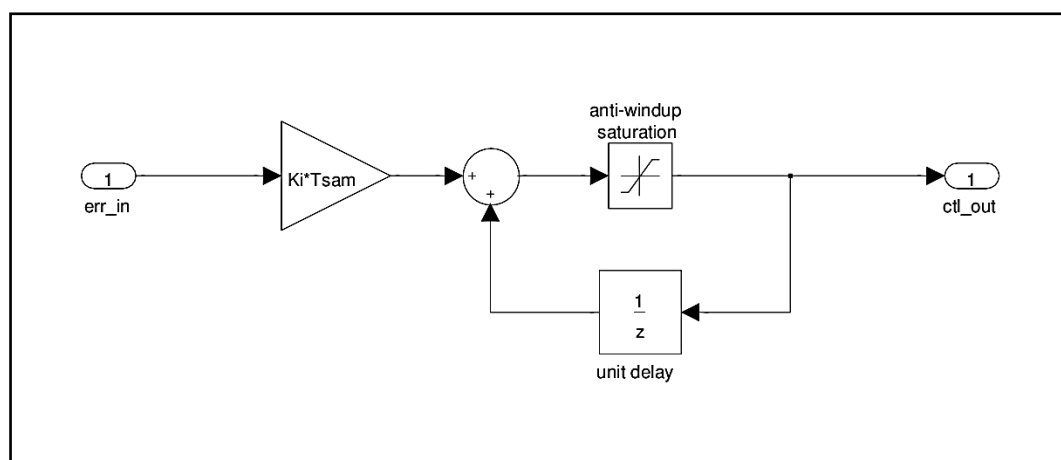 anti-windup
saturation
1
err_in
Ki*Tsam
+
+
1
ctl_out
1
z
unit delay